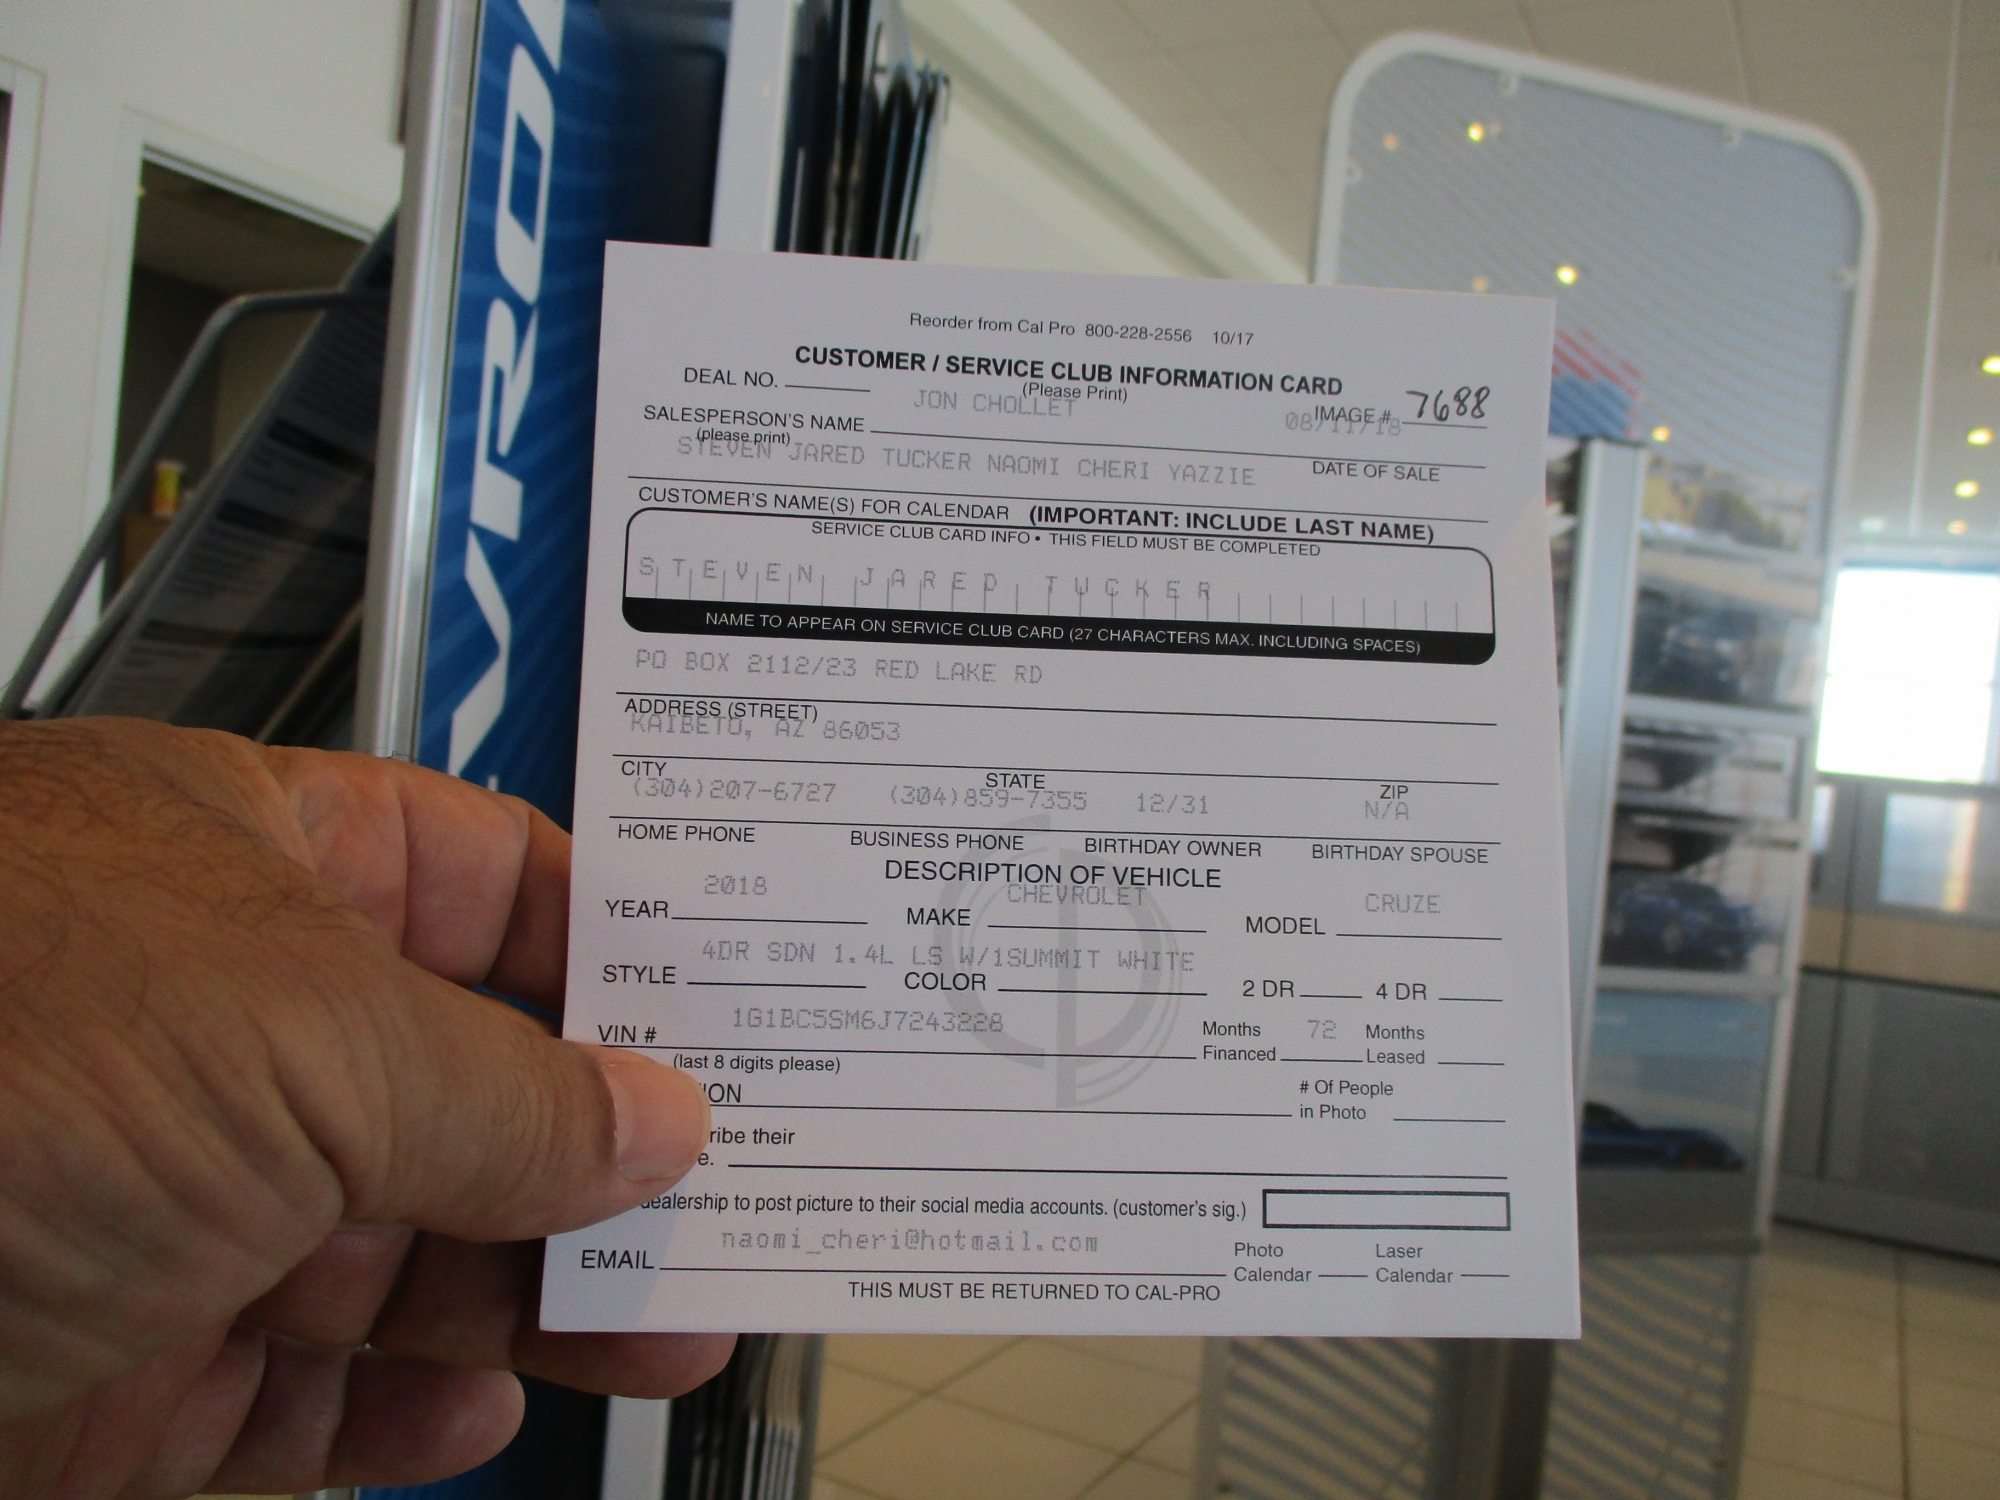 VRO
Reorder from Cal Pro 800-228-2556 10/17
CUSTOMER / SERVICE CLUB INFORMATION CARD
DEAL NO. (Please Print) IMAGE # 7688
JON CHOLLET 08/11/18
SALESPERSON'S NAME
(please print) DATE OF SALE
STEVEN JARED TUCKER NAOMI CHERI YAZZIE
CUSTOMER'S NAME(S) FOR CALENDAR (IMPORTANT: INCLUDE LAST NAME)
SERVICE CLUB CARD INFO • THIS FIELD MUST BE COMPLETED
STEVEN JARED TUCKER
NAME TO APPEAR ON SERVICE CLUB CARD (27 CHARACTERS MAX. INCLUDING SPACES)
PO BOX 2112/23 RED LAKE RD
ADDRESS (STREET)
KAIBETO, AZ 86053
CITY STATE ZIP
(304)207-6727 (304)859-7355 12/31 N/A
HOME PHONE BUSINESS PHONE BIRTHDAY OWNER BIRTHDAY SPOUSE
DESCRIPTION OF VEHICLE
2018 CHEVROLET CRUZE
YEAR MAKE MODEL
4DR SDN 1.4L LS W/1SUMMIT WHITE
STYLE COLOR 2 DR 4 DR
1G1BC5SM6J7243228
VIN # Months Financed 72 Months Leased
(last 8 digits please)
ION # Of People in Photo
ribe their
e.
dealership to post picture to their social media accounts. (customer's sig.)
naomi_cheri@hotmail.com
EMAIL Photo Calendar Laser Calendar
THIS MUST BE RETURNED TO CAL-PRO